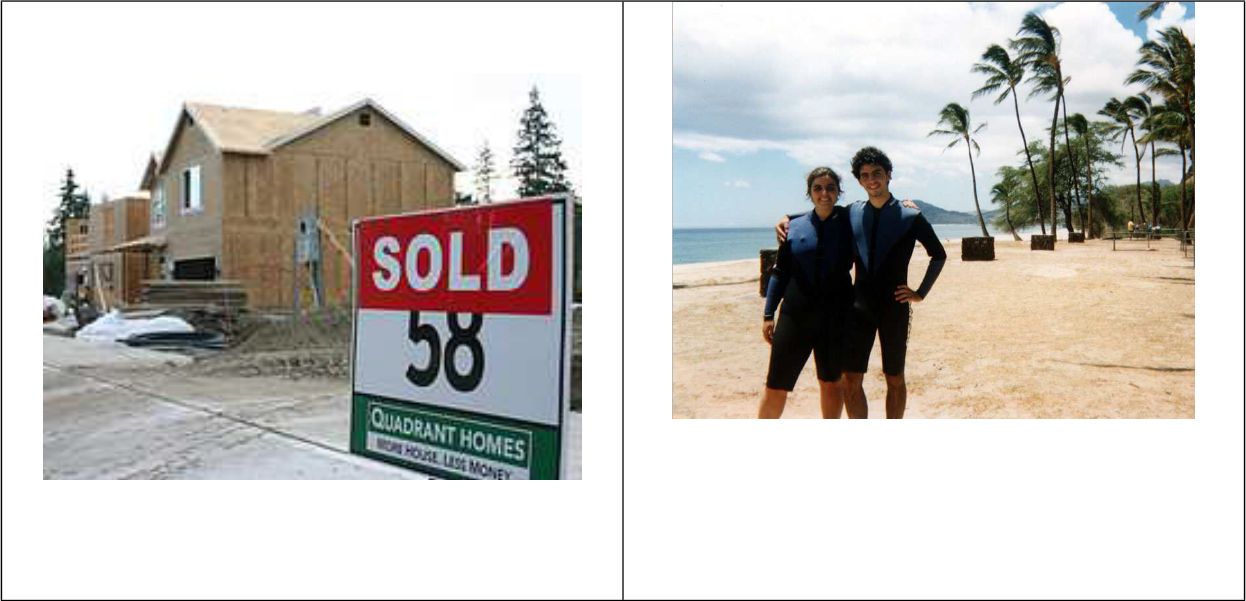 SOLD
58
QUADRANT HOMES
MORE HOUSE, LESS MONEY